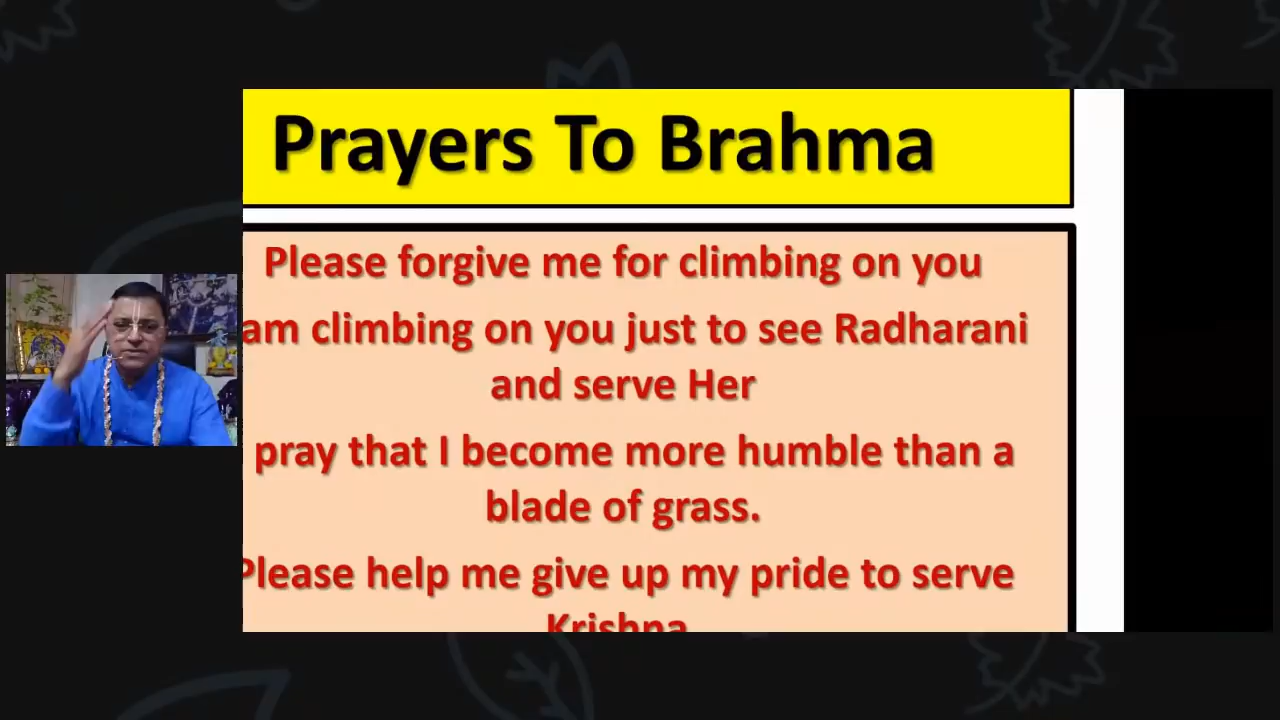 Prayers To Brahma
Please forgive me for climbing on you
am climbing on you just to see Radharani
and serve Her
pray that I become more humble than a
blade of grass.
Please help me give up my pride to serve
Krishna